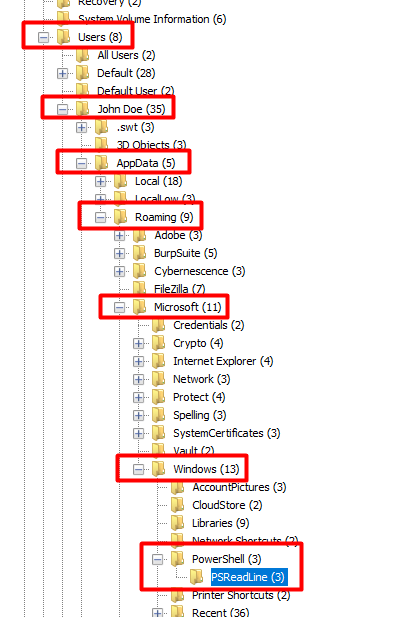 Recovery (2)
System Volume Information (6)
Users (8)
All Users (2)
Default (28)
Default User (2)
John Doe (35)
.swt (3)
3D Objects (3)
AppData (5)
Local (18)
LocalLow (3)
Roaming (9)
Adobe (3)
BurpSuite (5)
Cybernescence (3)
FileZilla (7)
Microsoft (11)
Credentials (2)
Crypto (4)
Internet Explorer (4)
Network (3)
Protect (4)
Spelling (3)
SystemCertificates (3)
Vault (2)
Windows (13)
AccountPictures (3)
CloudStore (2)
Libraries (9)
Network Shortcuts (2)
PowerShell (3)
PSReadLine (3)
Printer Shortcuts (2)
Recent (36)